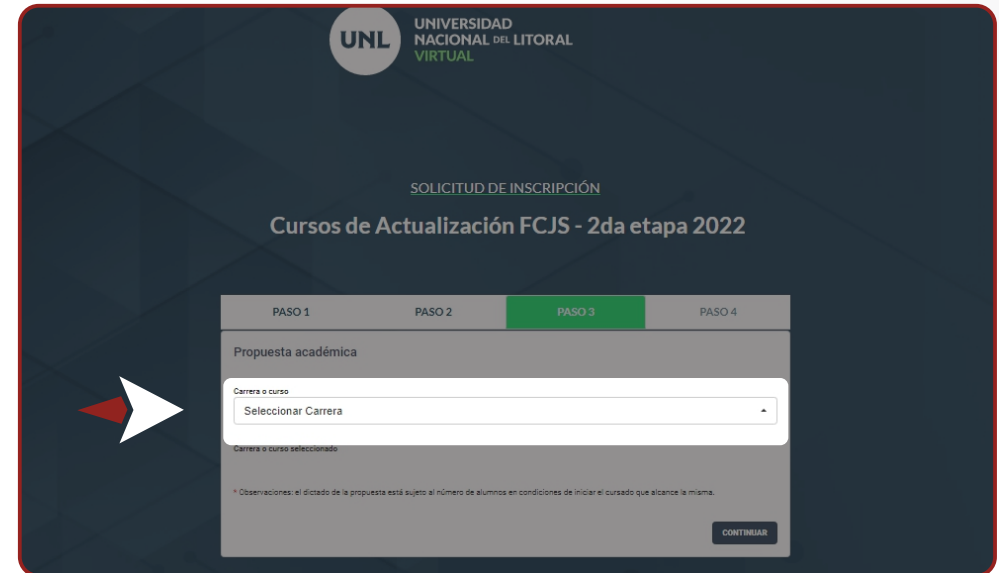 UNL
UNIVERSIDAD
NACIONAL DEL LITORAL
VIRTUAL
SOLICITUD DE INSCRIPCIÓN
Cursos de Actualización FCJS - 2da etapa 2022
PASO 1 PASO 2 PASO 3 PASO 4
Propuesta académica
Carrera o curso
Seleccionar Carrera
Carrera o curso seleccionado
* Observaciones: el dictado de la propuesta está sujeto al número de alumnos en condiciones de iniciar el cursado que alcance la misma.
CONTINUAR